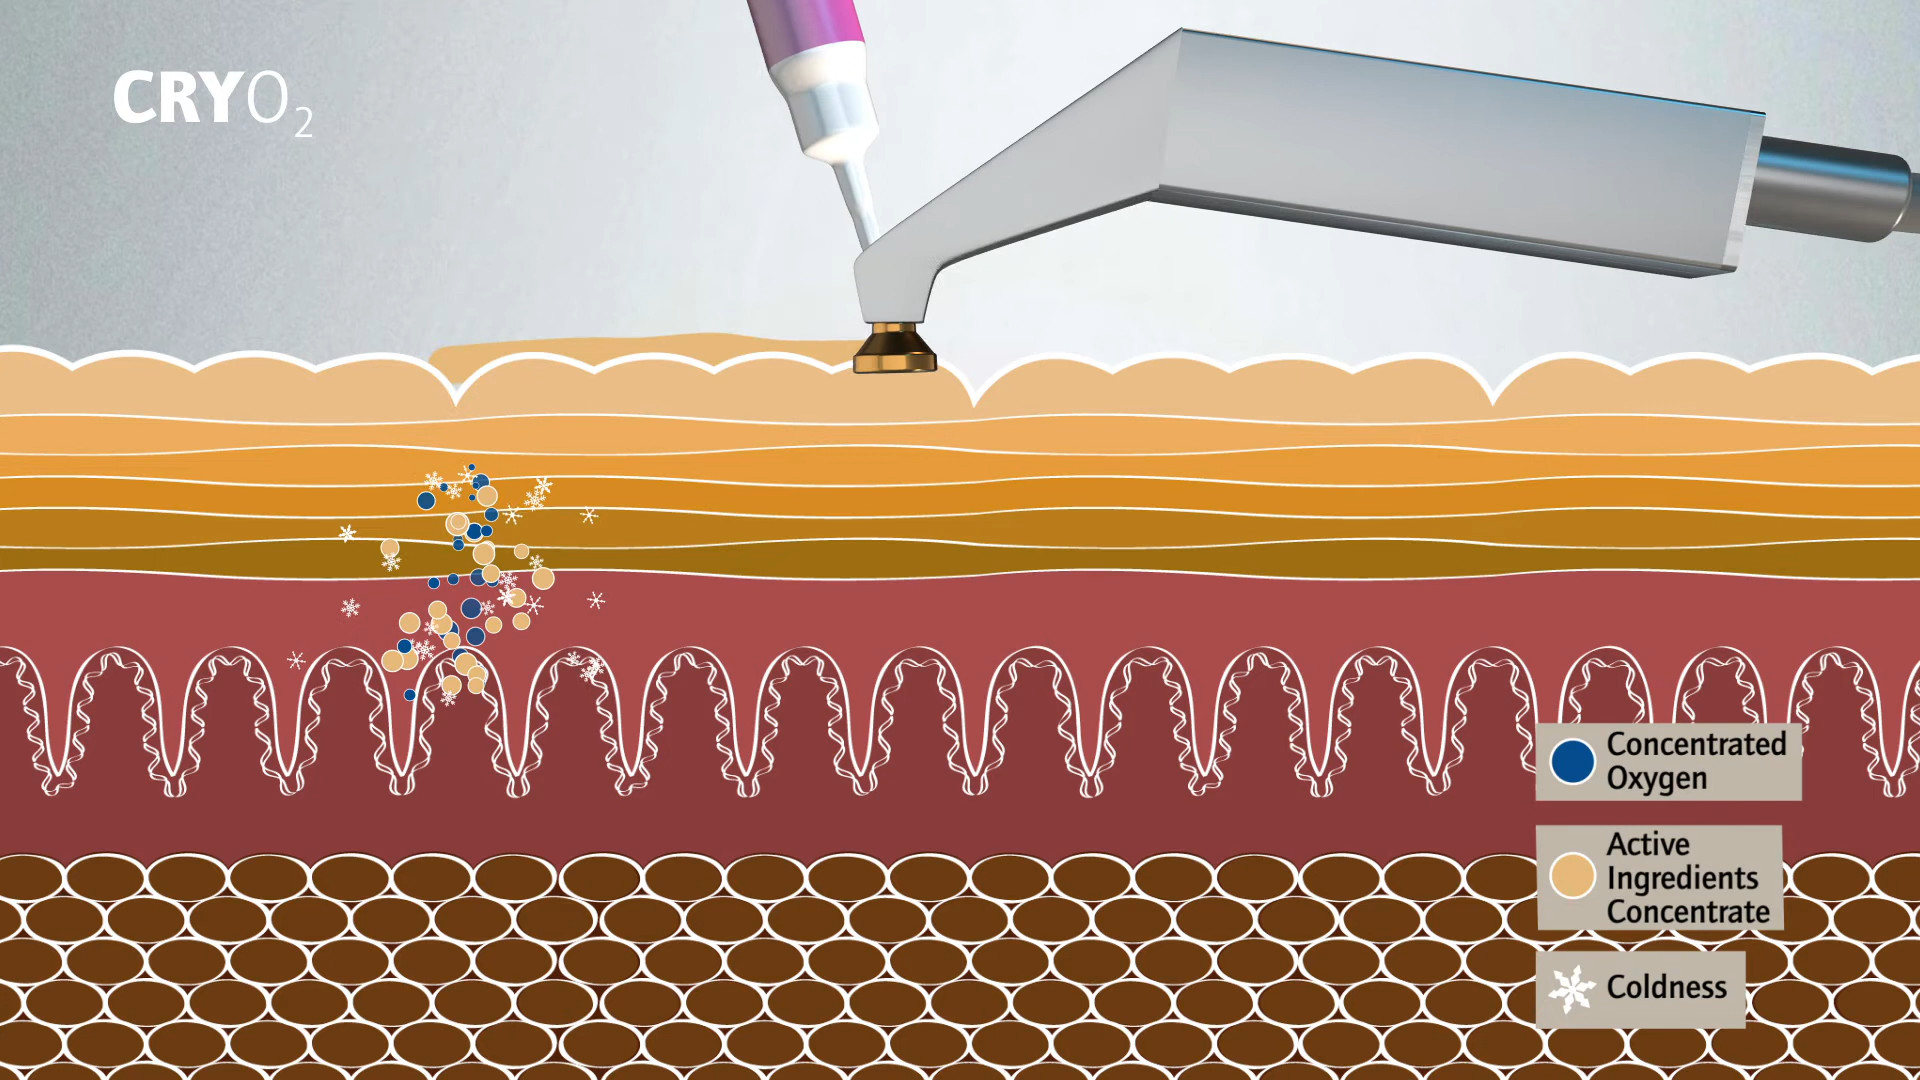 CRYO₂
Concentrated
Oxygen
Active
Ingredients
Concentrate
Coldness